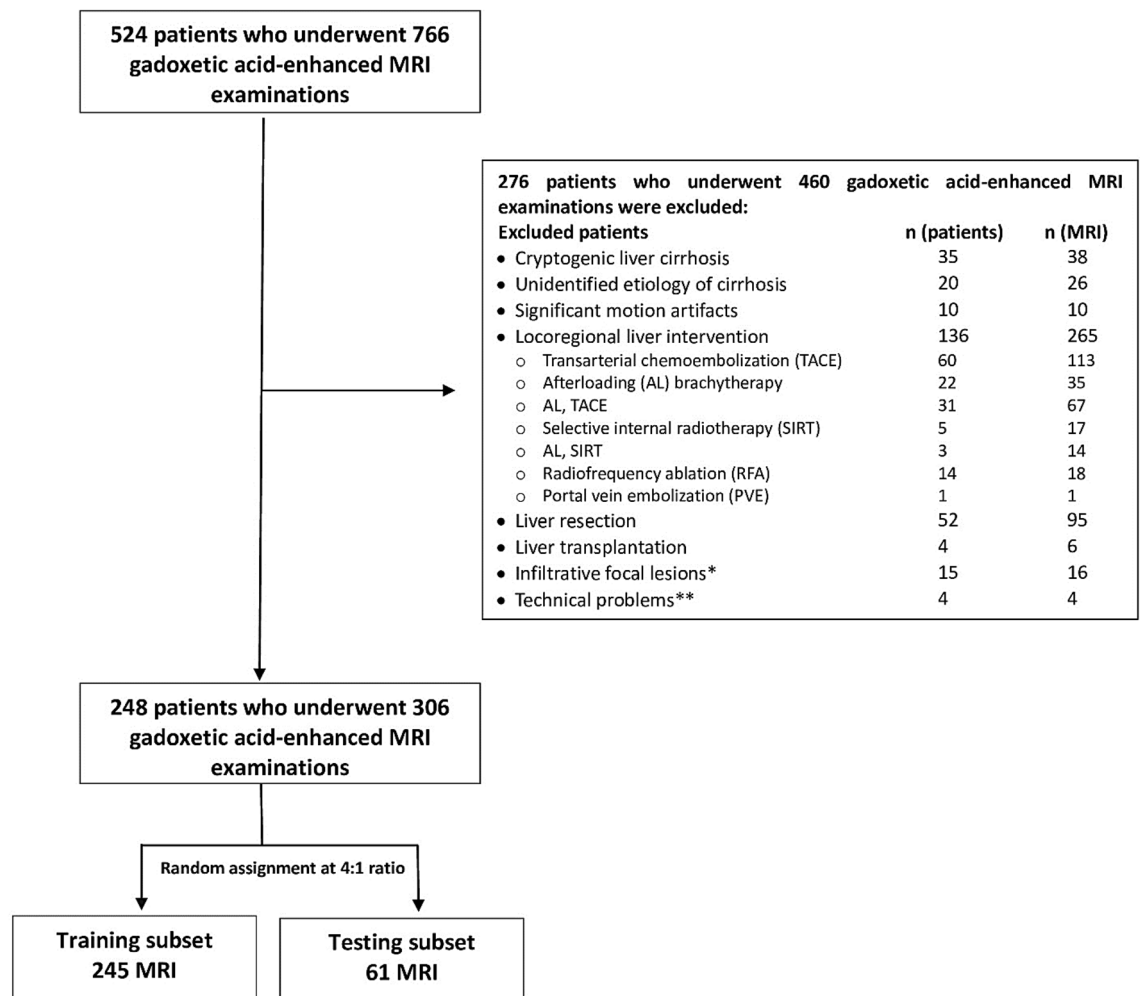 524 patients who underwent 766
gadoxetic acid-enhanced MRI
examinations
276 patients who underwent 460 gadoxetic acid-enhanced MRI
examinations were excluded:
Excluded patients n (patients) n (MRI)
• Cryptogenic liver cirrhosis 35 38
• Unidentified etiology of cirrhosis 20 26
• Significant motion artifacts 10 10
• Locoregional liver intervention 136 265
o Transarterial chemoembolization (TACE) 60 113
o Afterloading (AL) brachytherapy 22 35
o AL, TACE 31 67
o Selective internal radiotherapy (SIRT) 5 17
o AL, SIRT 3 14
o Radiofrequency ablation (RFA) 14 18
o Portal vein embolization (PVE) 1 1
• Liver resection 52 95
• Liver transplantation 4 6
• Infiltrative focal lesions* 15 16
• Technical problems** 4 4
248 patients who underwent 306
gadoxetic acid-enhanced MRI
examinations
Random assignment at 4:1 ratio
Training subset
245 MRI
Testing subset
61 MRI